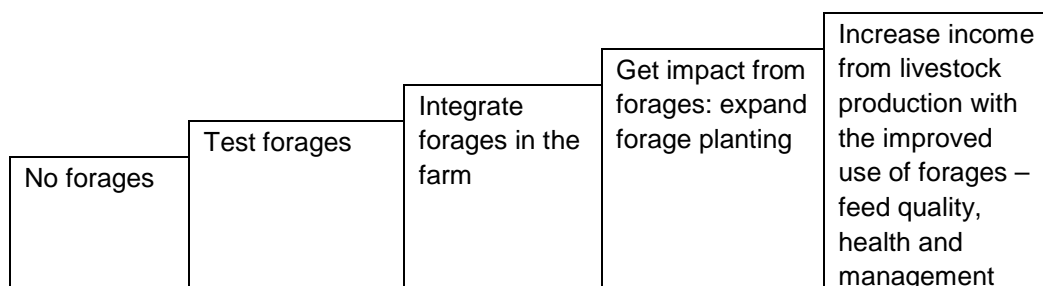 No forages
Test forages
Integrate
forages in the
farm
Get impact from
forages: expand
forage planting
Increase income
from livestock
production with
the improved
use of forages –
feed quality,
health and
management